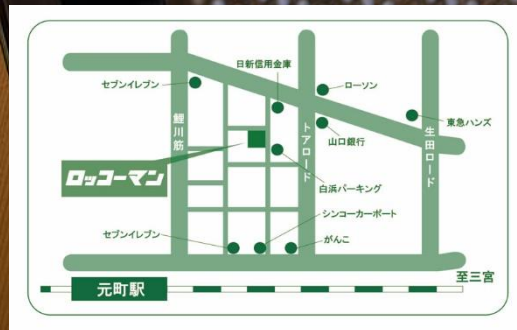 日新信用金庫
セブンイレブン
ローソン
東急ハンズ
鯉川筋
トアロード
山口銀行
生田ロード
ロッコーマン
白浜パーキング
シンコーカーポート
セブンイレブン
がんこ
至三宮
元町駅